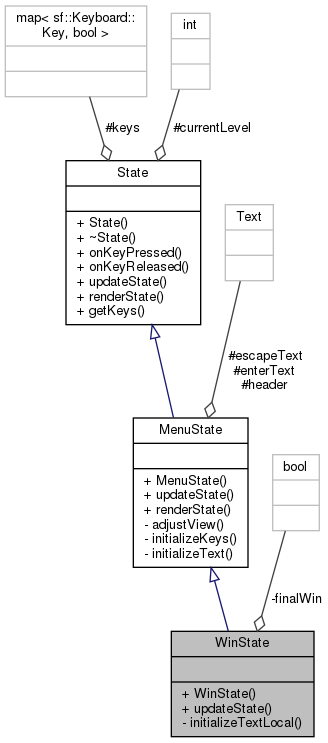 map< sf::Keyboard::
Key, bool >
int
#keys
#currentLevel
State
+ State()
+ ~State()
+ onKeyPressed()
+ onKeyReleased()
+ updateState()
+ renderState()
+ getKeys()
Text
#escapeText
#enterText
#header
MenuState
+ MenuState()
+ updateState()
+ renderState()
- adjustView()
- initializeKeys()
- initializeText()
bool
-finalWin
WinState
+ WinState()
+ updateState()
- initializeTextLocal()